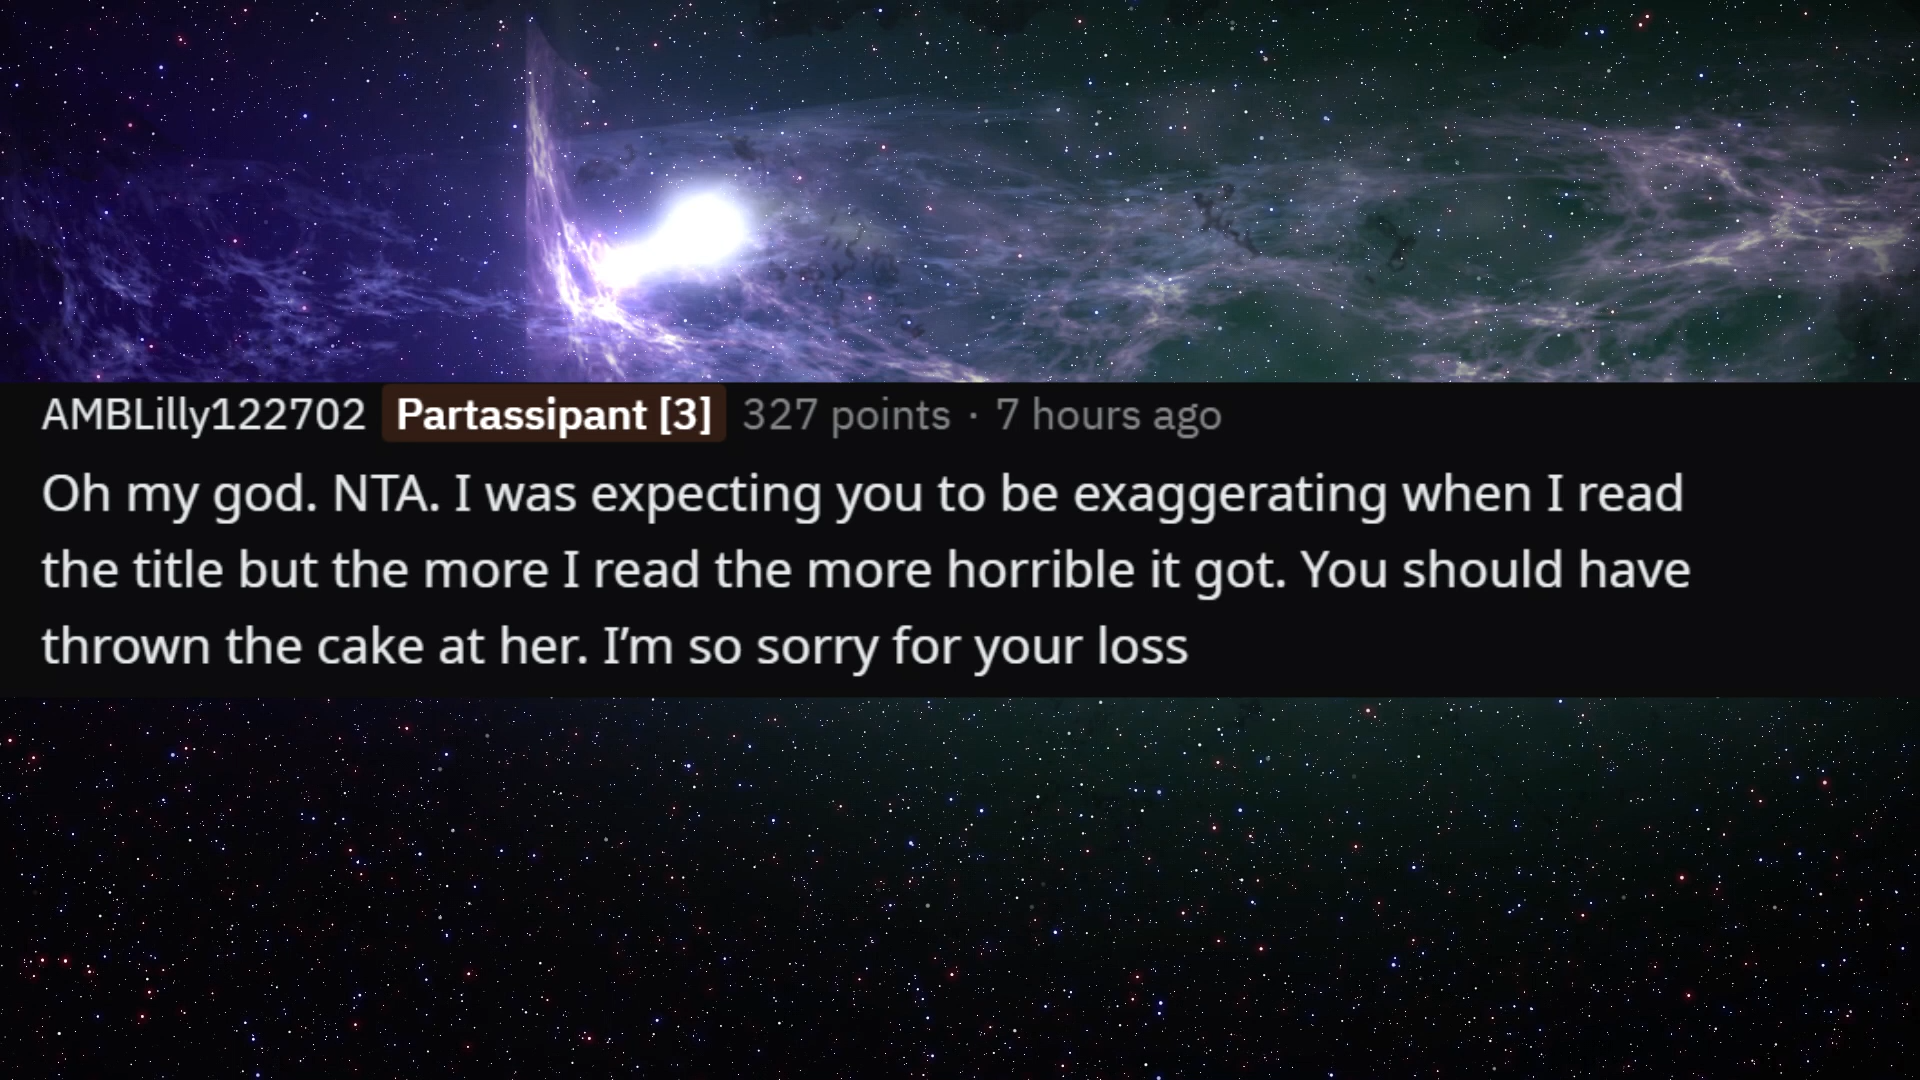 AMBLilly122702 Partassipant [3] 327 points · 7 hours ago
Oh my god. NTA. I was expecting you to be exaggerating when I read
the title but the more I read the more horrible it got. You should have
thrown the cake at her. I’m so sorry for your loss